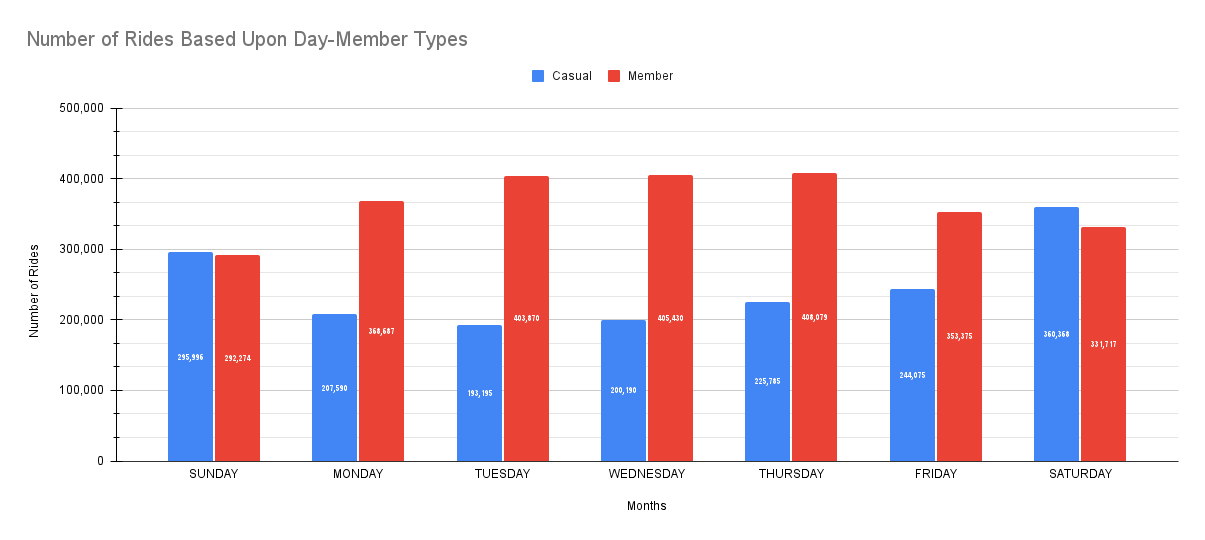 Number of Rides Based Upon Day-Member Types
Casual Member
500,000
400,000
300,000
200,000
100,000
0
Number of Rides
295,996 292,274
207,590 368,687
193,195 403,870
200,190 405,430
225,785 408,079
244,075 353,375
360,368 331,717
SUNDAY MONDAY TUESDAY WEDNESDAY THURSDAY FRIDAY SATURDAY
Months